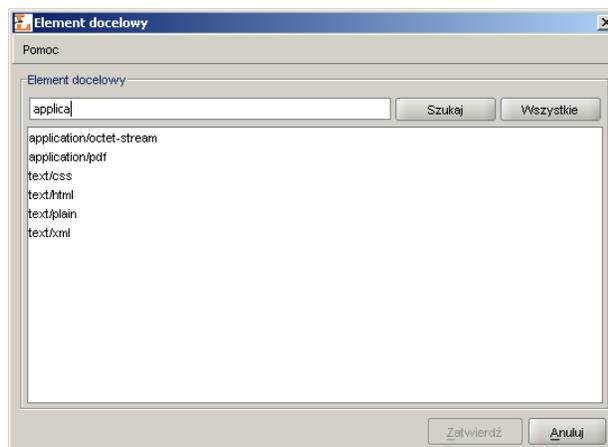 Element docelowy
Pomoc
Element docelowy
applica
Szukaj
Wszystkie
application/octet-stream
application/pdf
text/css
text/html
text/plain
text/xml
Zatwierdź
Anuluj